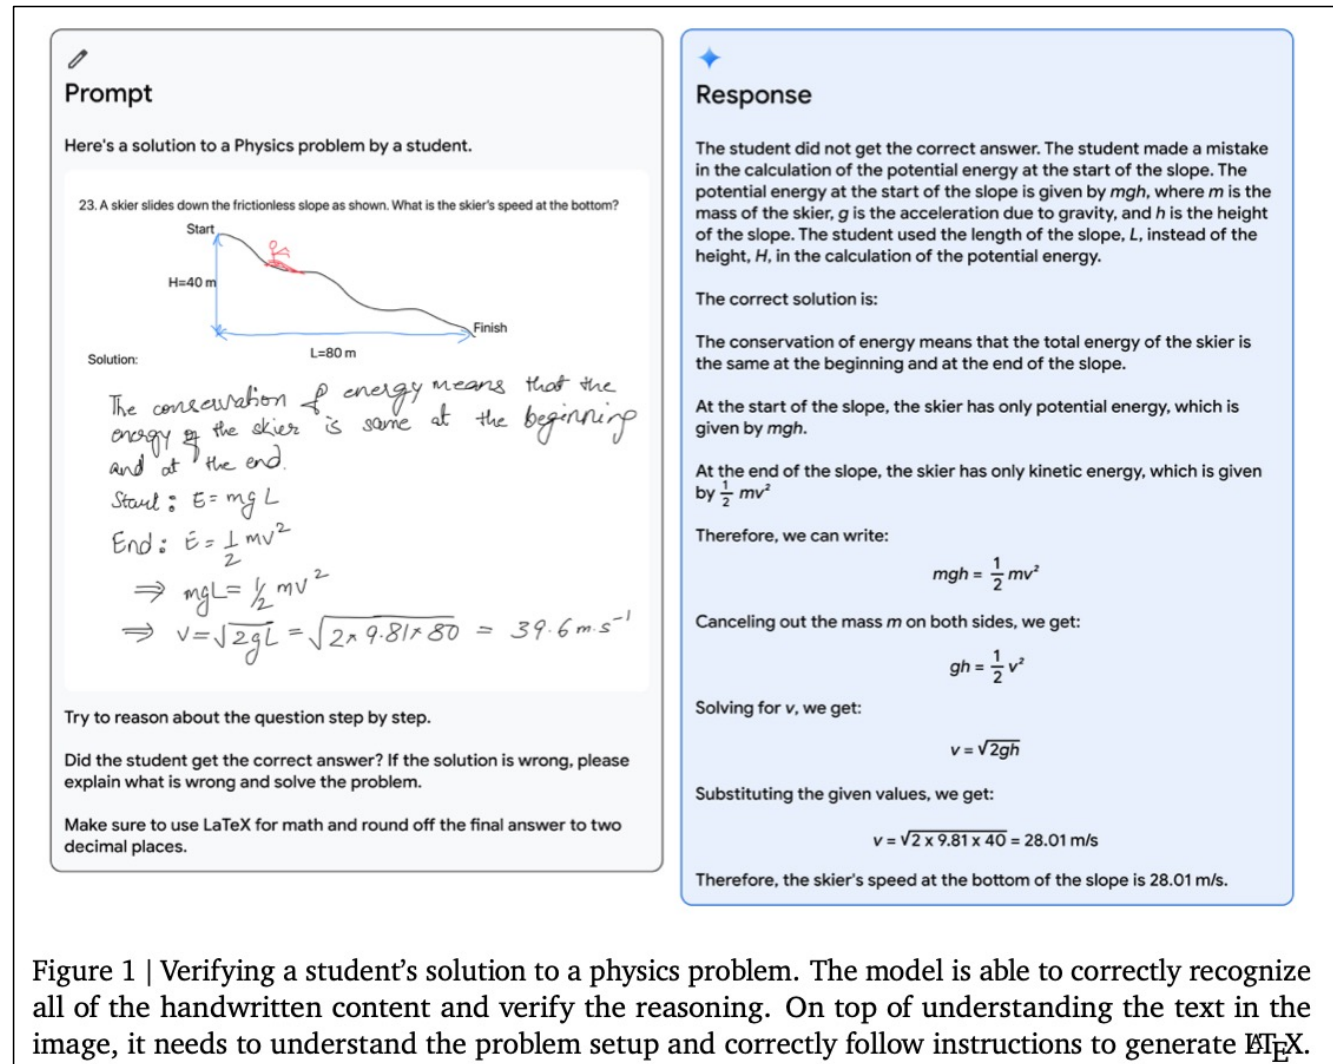 Prompt
Here's a solution to a Physics problem by a student.
23. A skier slides down the frictionless slope as shown. What is the skier's speed at the bottom?
Start
H=40 m
Finish
L=80 m
Solution:
The conservation of energy means that the
energy of the skier is same at the beginning
and at the end.
Start : E = mgL
End : E = 1/2 mv²
⇒ mgL = 1/2 mv²
⇒ v = √2gL = √2×9.81×80 = 39.6 m.s⁻¹
Try to reason about the question step by step.
Did the student get the correct answer? If the solution is wrong, please
explain what is wrong and solve the problem.
Make sure to use LaTeX for math and round off the final answer to two
decimal places.
Response
The student did not get the correct answer. The student made a mistake
in the calculation of the potential energy at the start of the slope. The
potential energy at the start of the slope is given by mgh, where m is the
mass of the skier, g is the acceleration due to gravity, and h is the height
of the slope. The student used the length of the slope, L, instead of the
height, H, in the calculation of the potential energy.
The correct solution is:
The conservation of energy means that the total energy of the skier is
the same at the beginning and at the end of the slope.
At the start of the slope, the skier has only potential energy, which is
given by mgh.
At the end of the slope, the skier has only kinetic energy, which is given
by 1/2 mv²
Therefore, we can write:
mgh = 1/2 mv²
Canceling out the mass m on both sides, we get:
gh = 1/2 v²
Solving for v, we get:
v = √2gh
Substituting the given values, we get:
v = √2 x 9.81 x 40 = 28.01 m/s
Therefore, the skier's speed at the bottom of the slope is 28.01 m/s.
Figure 1 | Verifying a student's solution to a physics problem. The model is able to correctly recognize
all of the handwritten content and verify the reasoning. On top of understanding the text in the
image, it needs to understand the problem setup and correctly follow instructions to generate LATEX.